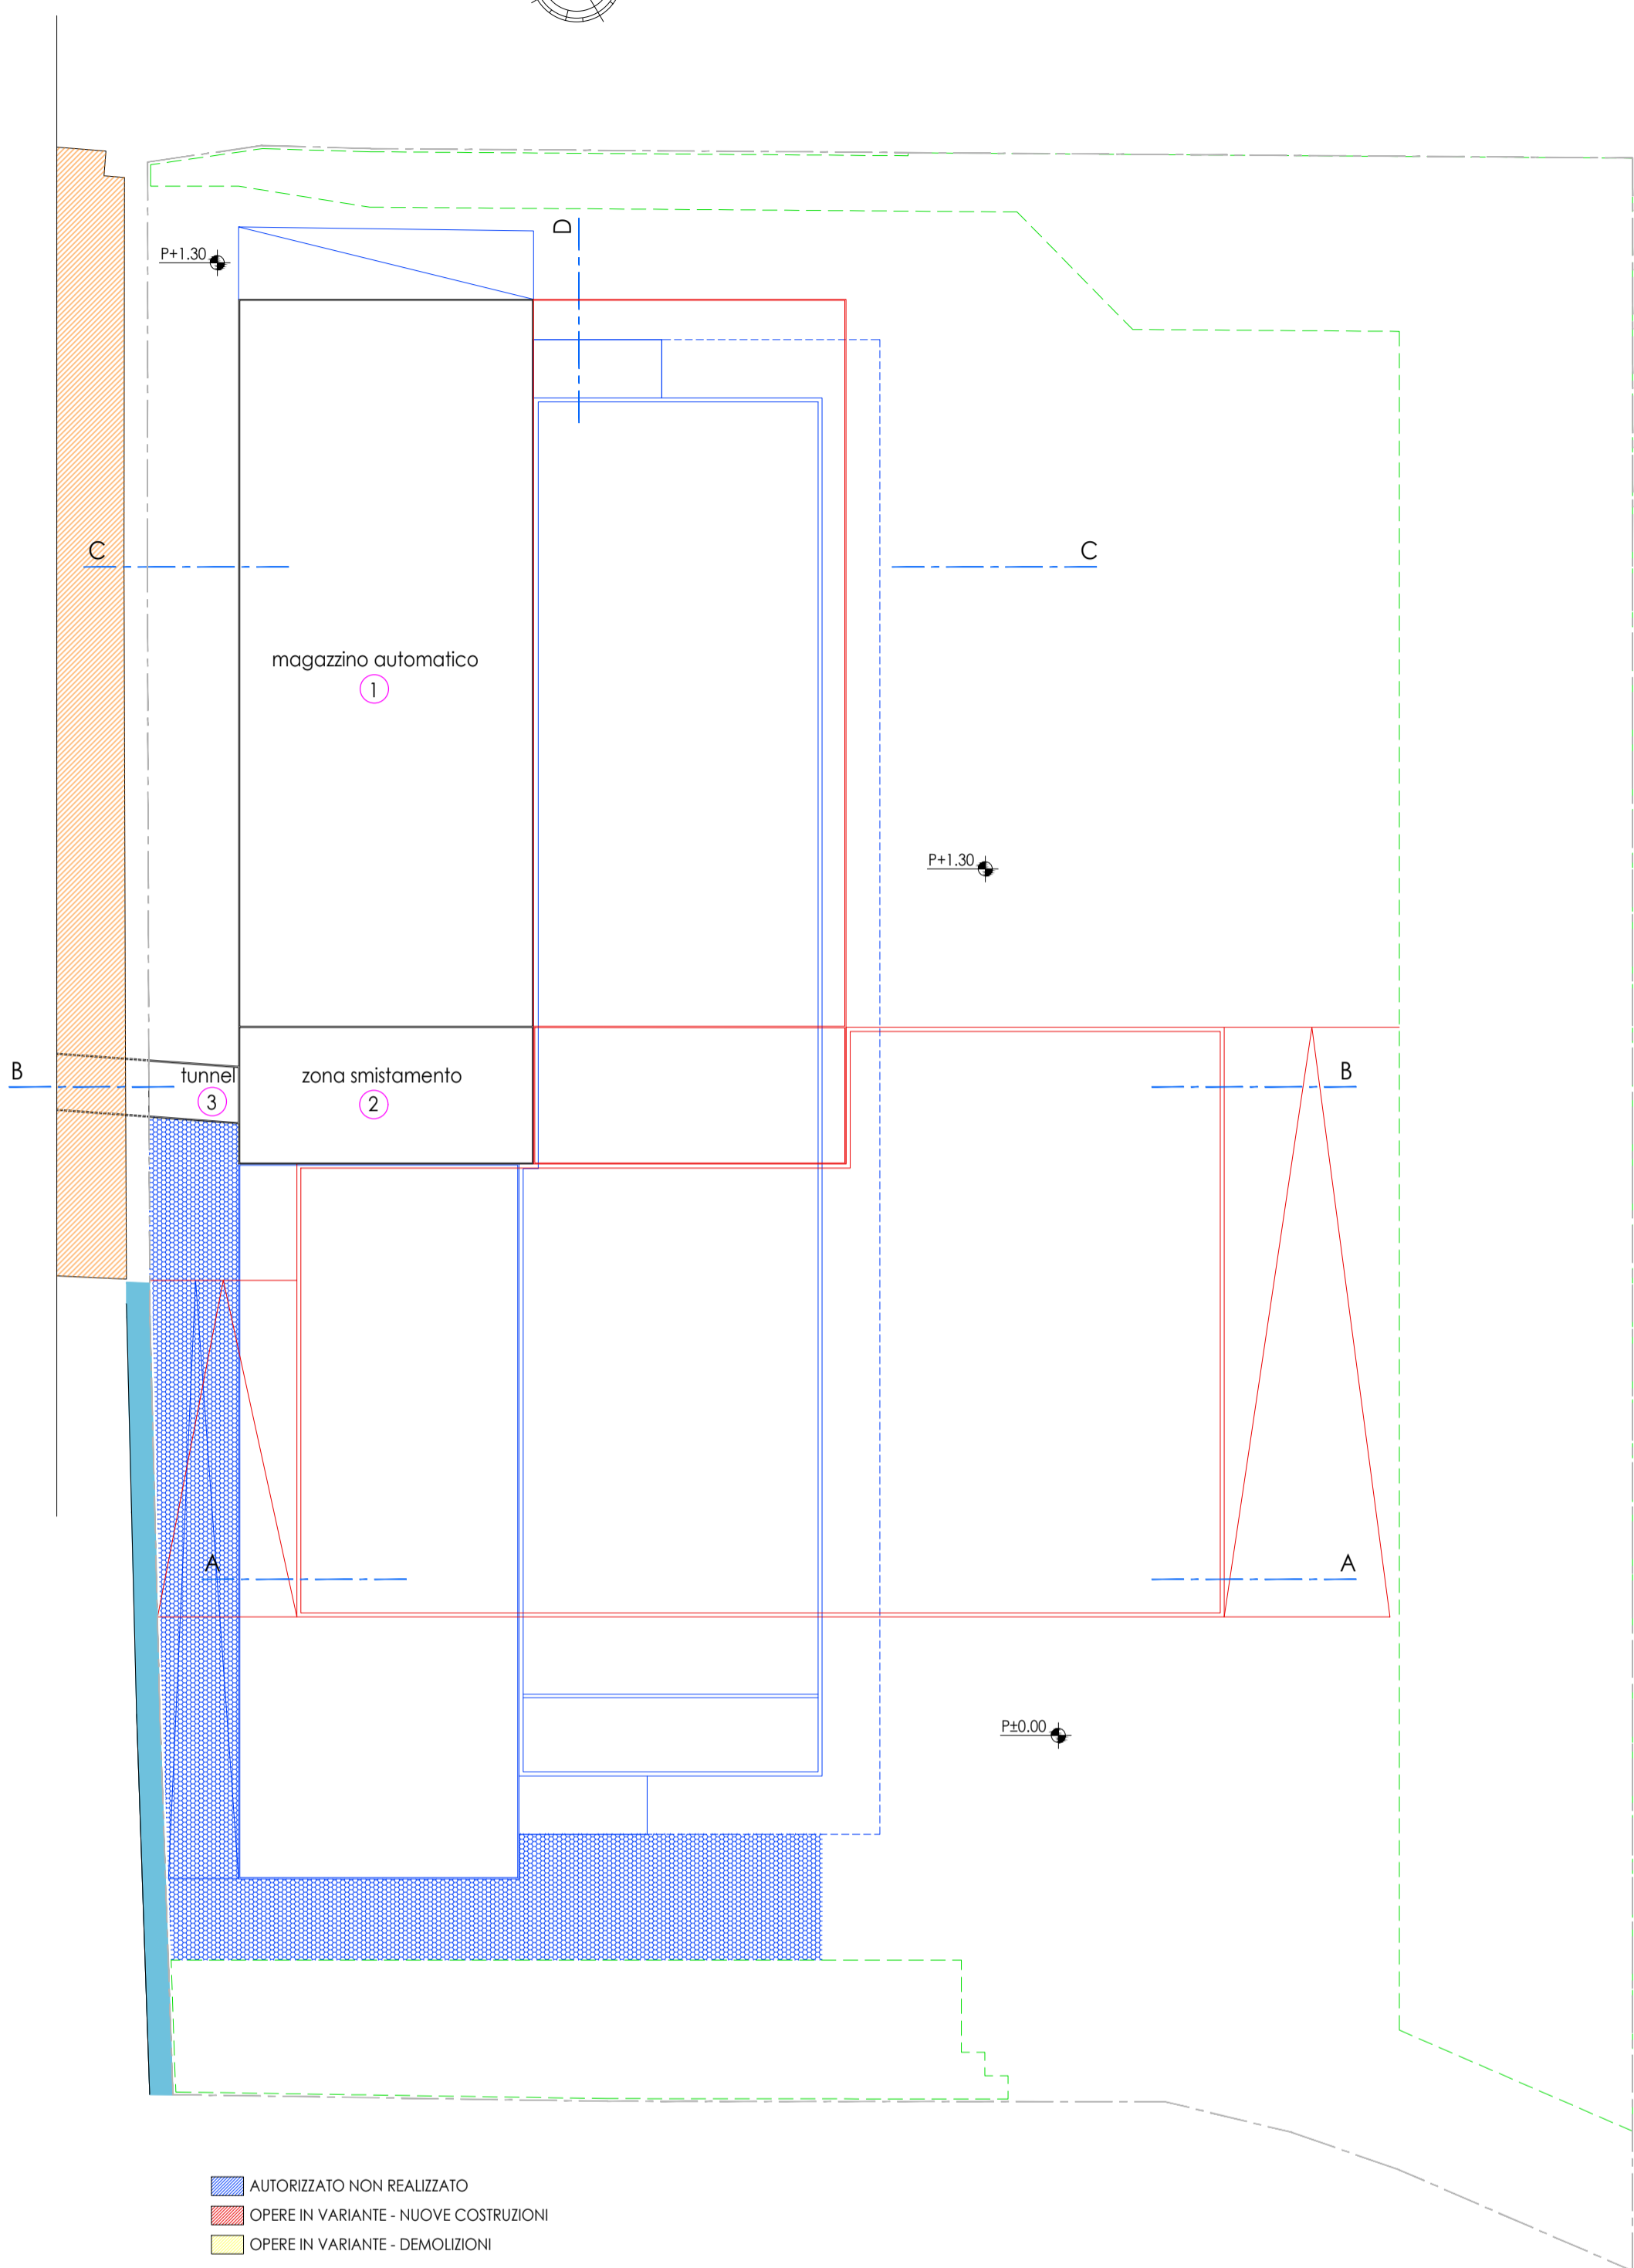 D
P+1.30
C
C
magazzino automatico
1
P+1.30
B
tunnel
zona smistamento
B
3
2
A
A
P±0.00
AUTORIZZATO NON REALIZZATO
OPERE IN VARIANTE - NUOVE COSTRUZIONI
OPERE IN VARIANTE - DEMOLIZIONI